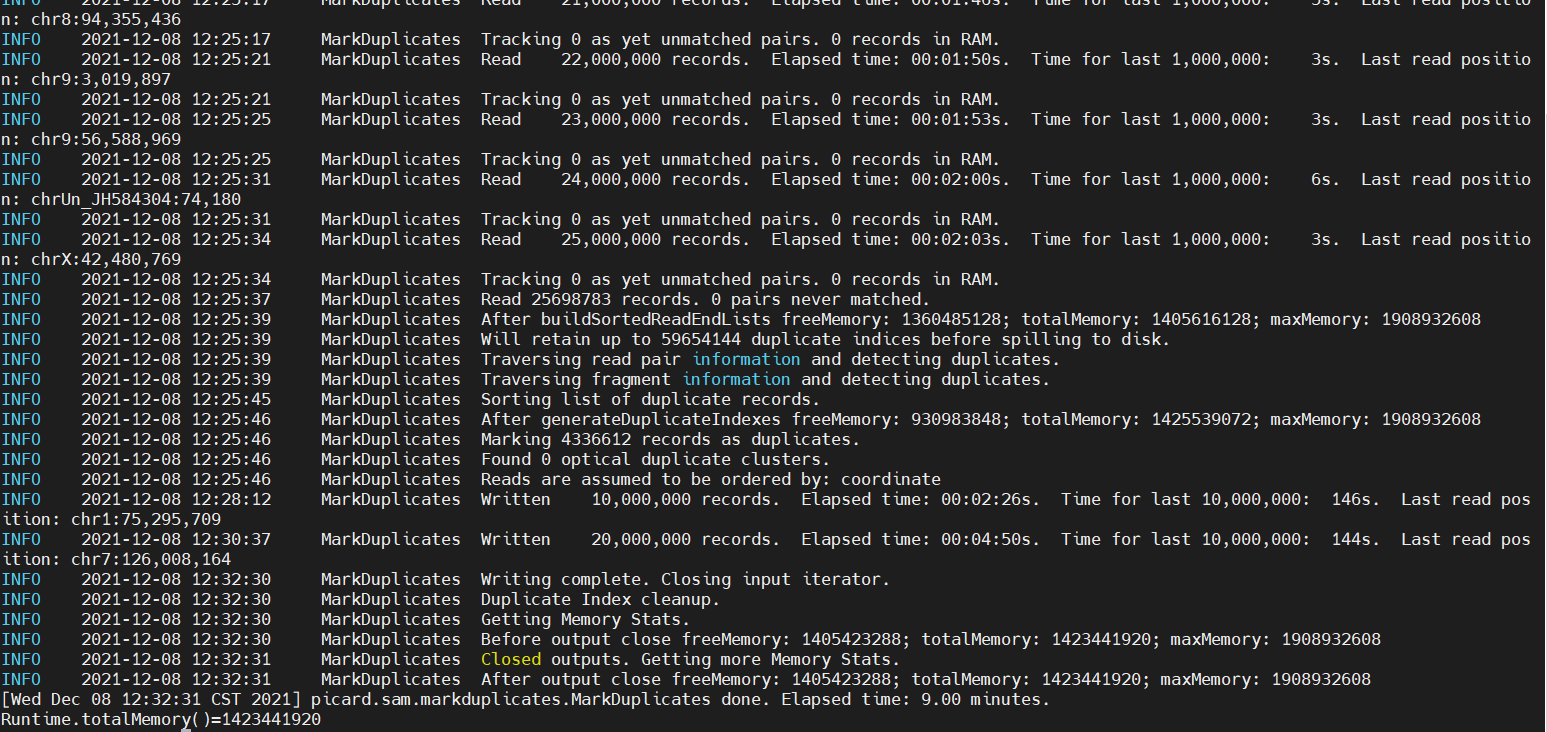 INFO    2021-12-08 12:25:17     MarkDuplicates  Read    21,000,000 records.  Elapsed time: 00:01:46s.  Time for last 1,000,000:    3s.  Last read positio
n: chr8:94,355,436
INFO    2021-12-08 12:25:17     MarkDuplicates  Tracking 0 as yet unmatched pairs. 0 records in RAM.
INFO    2021-12-08 12:25:21     MarkDuplicates  Read    22,000,000 records.  Elapsed time: 00:01:50s.  Time for last 1,000,000:    3s.  Last read positio
n: chr9:3,019,897
INFO    2021-12-08 12:25:21     MarkDuplicates  Tracking 0 as yet unmatched pairs. 0 records in RAM.
INFO    2021-12-08 12:25:25     MarkDuplicates  Read    23,000,000 records.  Elapsed time: 00:01:53s.  Time for last 1,000,000:    3s.  Last read positio
n: chr9:56,588,969
INFO    2021-12-08 12:25:25     MarkDuplicates  Tracking 0 as yet unmatched pairs. 0 records in RAM.
INFO    2021-12-08 12:25:31     MarkDuplicates  Read    24,000,000 records.  Elapsed time: 00:02:00s.  Time for last 1,000,000:    6s.  Last read positio
n: chrUn_JH584304:74,180
INFO    2021-12-08 12:25:31     MarkDuplicates  Tracking 0 as yet unmatched pairs. 0 records in RAM.
INFO    2021-12-08 12:25:34     MarkDuplicates  Read    25,000,000 records.  Elapsed time: 00:02:03s.  Time for last 1,000,000:    3s.  Last read positio
n: chrX:42,480,769
INFO    2021-12-08 12:25:34     MarkDuplicates  Tracking 0 as yet unmatched pairs. 0 records in RAM.
INFO    2021-12-08 12:25:37     MarkDuplicates  Read 25698783 records. 0 pairs never matched.
INFO    2021-12-08 12:25:39     MarkDuplicates  After buildSortedReadEndLists freeMemory: 1360485128; totalMemory: 1405616128; maxMemory: 1908932608
INFO    2021-12-08 12:25:39     MarkDuplicates  Will retain up to 59654144 duplicate indices before spilling to disk.
INFO    2021-12-08 12:25:39     MarkDuplicates  Traversing read pair information and detecting duplicates.
INFO    2021-12-08 12:25:39     MarkDuplicates  Traversing fragment information and detecting duplicates.
INFO    2021-12-08 12:25:45     MarkDuplicates  Sorting list of duplicate records.
INFO    2021-12-08 12:25:46     MarkDuplicates  After generateDuplicateIndexes freeMemory: 930983848; totalMemory: 1425539072; maxMemory: 1908932608
INFO    2021-12-08 12:25:46     MarkDuplicates  Marking 4336612 records as duplicates.
INFO    2021-12-08 12:25:46     MarkDuplicates  Found 0 optical duplicate clusters.
INFO    2021-12-08 12:25:46     MarkDuplicates  Reads are assumed to be ordered by: coordinate
INFO    2021-12-08 12:28:12     MarkDuplicates  Written    10,000,000 records.  Elapsed time: 00:02:26s.  Time for last 10,000,000:  146s.  Last read pos
ition: chr1:75,295,709
INFO    2021-12-08 12:30:37     MarkDuplicates  Written    20,000,000 records.  Elapsed time: 00:04:50s.  Time for last 10,000,000:  144s.  Last read pos
ition: chr7:126,008,164
INFO    2021-12-08 12:32:30     MarkDuplicates  Writing complete. Closing input iterator.
INFO    2021-12-08 12:32:30     MarkDuplicates  Duplicate Index cleanup.
INFO    2021-12-08 12:32:30     MarkDuplicates  Getting Memory Stats.
INFO    2021-12-08 12:32:30     MarkDuplicates  Before output close freeMemory: 1405423288; totalMemory: 1423441920; maxMemory: 1908932608
INFO    2021-12-08 12:32:31     MarkDuplicates  Closed outputs. Getting more Memory Stats.
INFO    2021-12-08 12:32:31     MarkDuplicates  After output close freeMemory: 1405423288; totalMemory: 1423441920; maxMemory: 1908932608
[Wed Dec 08 12:32:31 CST 2021] picard.sam.markduplicates.MarkDuplicates done. Elapsed time: 9.00 minutes.
Runtime.totalMemory()=1423441920